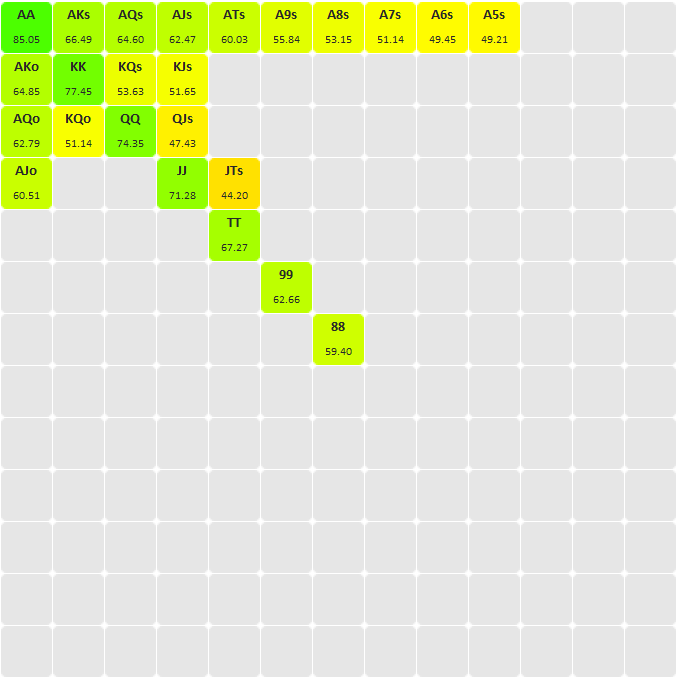 AA AKs AQs AJs ATs A9s A8s A7s A6s A5s
85.05 66.49 64.60 62.47 60.03 55.84 53.15 51.14 49.45 49.21
AKo KK KQs KJs
64.85 77.45 53.63 51.65
AQo KQo QQ QJs
62.79 51.14 74.35 47.43
AJo JJ JTs
60.51 71.28 44.20
TT
67.27
99
62.66
88
59.40